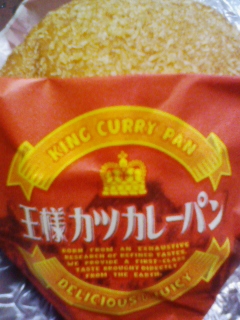 KING CURRY PAN
王様カツカレーパン
BORN FROM AN EXHAUSTIVE
RESEARCH OF REFINED TASTES
WE PROVIDE A FIRST-CLASS
TASTE BROUGHT DIRECTLY
FROM THE EARTH
DELICIOUS JUICY